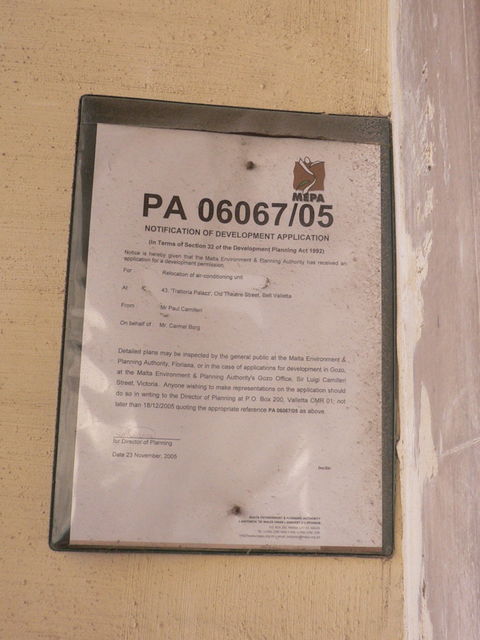 MEPA
PA 06067/05
NOTIFICATION OF DEVELOPMENT APPLICATION
(In Terms of Section 32 of the Development Planning Act 1992)
Notice is hereby given that the Malta Environment & Planning Authority has received an
application for a development permission.
For Relocation of air-conditioning unit
At 43, 'Trattoria Palazz', Old Theatre Street, Belt Valletta
From Mr Paul Camilleri
On behalf of Mr. Carmel Borg
Detailed plans may be inspected by the general public at the Malta Environment &
Planning Authority, Floriana, or in the case of applications for development in Gozo,
at the Malta Environment & Planning Authority's Gozo Office, Sir Luigi Camilleri
Street, Victoria. Anyone wishing to make representations on the application should
do so in writing to the Director of Planning at P.O. Box 200, Valletta CMR 01; not
later than 18/12/2005 quoting the appropriate reference PA 06067/05 as above.
for Director of Planning
Date 23 November, 2005
MALTA ENVIRONMENT & PLANNING AUTHORITY